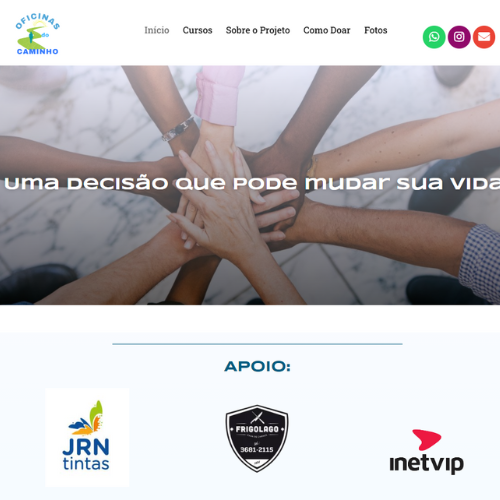 OFICINAS
do
CAMINHO
Início Cursos Sobre o Projeto Como Doar Fotos
uma decisão que pode mudar sua vida
APOIO:
JRN
tintas
FRIGOLAGO
3681-2115
inetvip